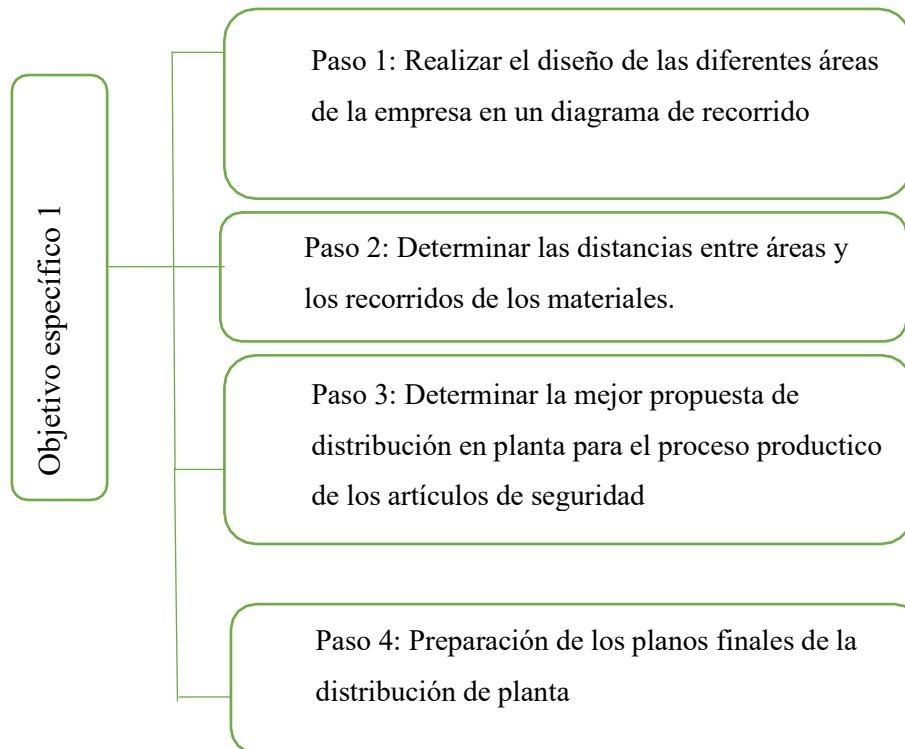 Objetivo específico 1
Paso 1: Realizar el diseño de las diferentes áreas
de la empresa en un diagrama de recorrido
Paso 2: Determinar las distancias entre áreas y
los recorridos de los materiales.
Paso 3: Determinar la mejor propuesta de
distribución en planta para el proceso productico
de los artículos de seguridad
Paso 4: Preparación de los planos finales de la
distribución de planta